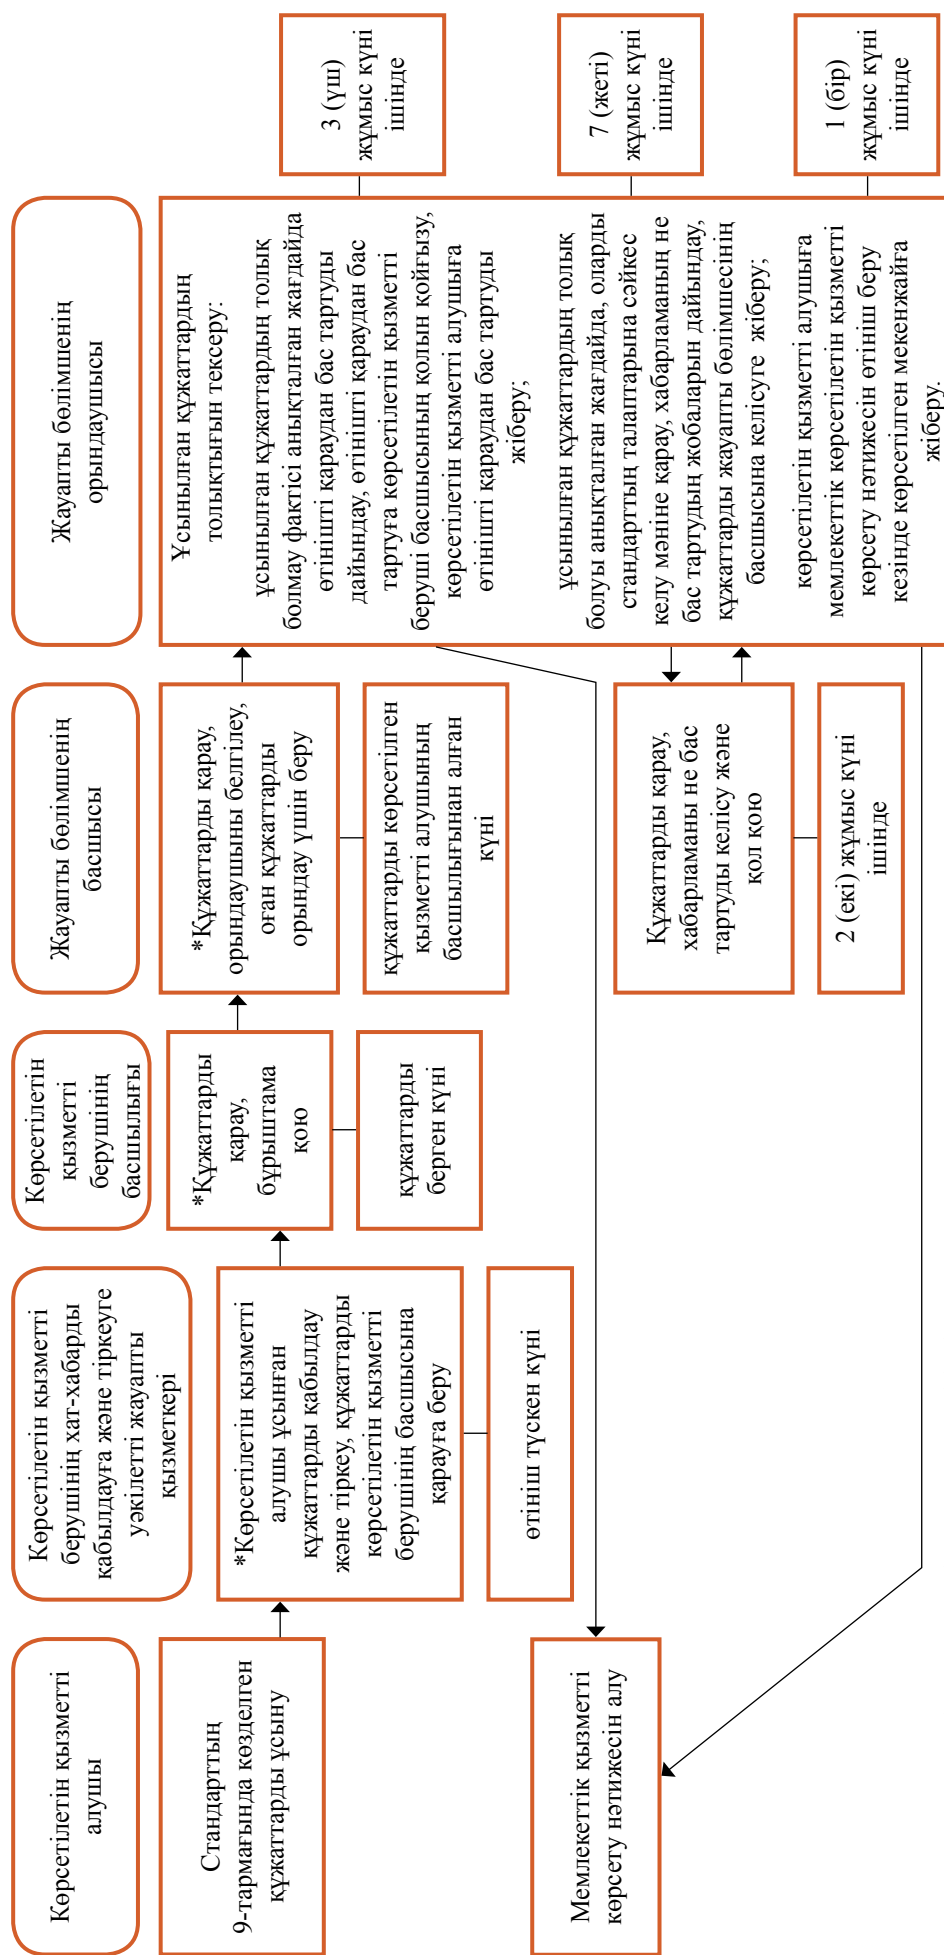 Көрсетілетін қызметті
алушы
Көрсетілетін қызметті
берушінің хат-хабарды
қабылдауға және тіркеуге
уәкілетті жауапты
қызметкері
Көрсетілетін
қызметті
берушінің
басшылығы
Жауапты бөлімшенің
басшысы
Жауапты бөлімшенің
орындаушысы
Стандарттың
9-тармағында көзделген
құжаттарды ұсыну
*Көрсетілетін қызметті
алушы ұсынған
құжаттарды қабылдау
және тіркеу, құжаттарды
көрсетілетін қызметті
берушінің басшысына
қарауға беру
өтініш түскен күні
*Құжаттарды
қарау,
бұрыштама
қою
құжаттарды
берген күні
*Құжаттарды қарау,
орындаушыны белгілеу,
оған құжаттарды
орындау үшін беру
құжаттарды көрсетілген
қызметті алушының
басшылығынан алған
күні
Ұсынылған құжаттардың
толықтығын тексеру:
ұсынылған құжаттардың толық
болмау фактісі анықталған жағдайда
өтінішті қараудан бас тартуды
дайындау, өтінішті қараудан бас
тартуға көрсетілетін қызметті
беруші басшысының қолын қойғызу,
көрсетілетін қызметті алушыға
өтінішті қараудан бас тартуды
жіберу;
ұсынылған құжаттардың толық
болуы анықталған жағдайда, оларды
стандарттың талаптарына сәйкес
келу мәніне қарау, хабарламаның не
бас тартудың жобаларын дайындау,
құжаттарды жауапты бөлімшесінің
басшысына келісуге жіберу;
көрсетілетін қызметті алушыға
мемлекеттік көрсетілетін қызметті
көрсету нәтижесін өтініш беру
кезінде көрсетілген мекенжайға
жіберу.
3 (үш)
жұмыс күні
ішінде
7 (жеті)
жұмыс күні
ішінде
1 (бір)
жұмыс күні
ішінде
Құжаттарды қарау,
хабарламаны не бас
тартуды келісу және
қол қою
2 (екі) жұмыс күні
ішінде
Мемлекеттік қызметті
көрсету нәтижесін алу